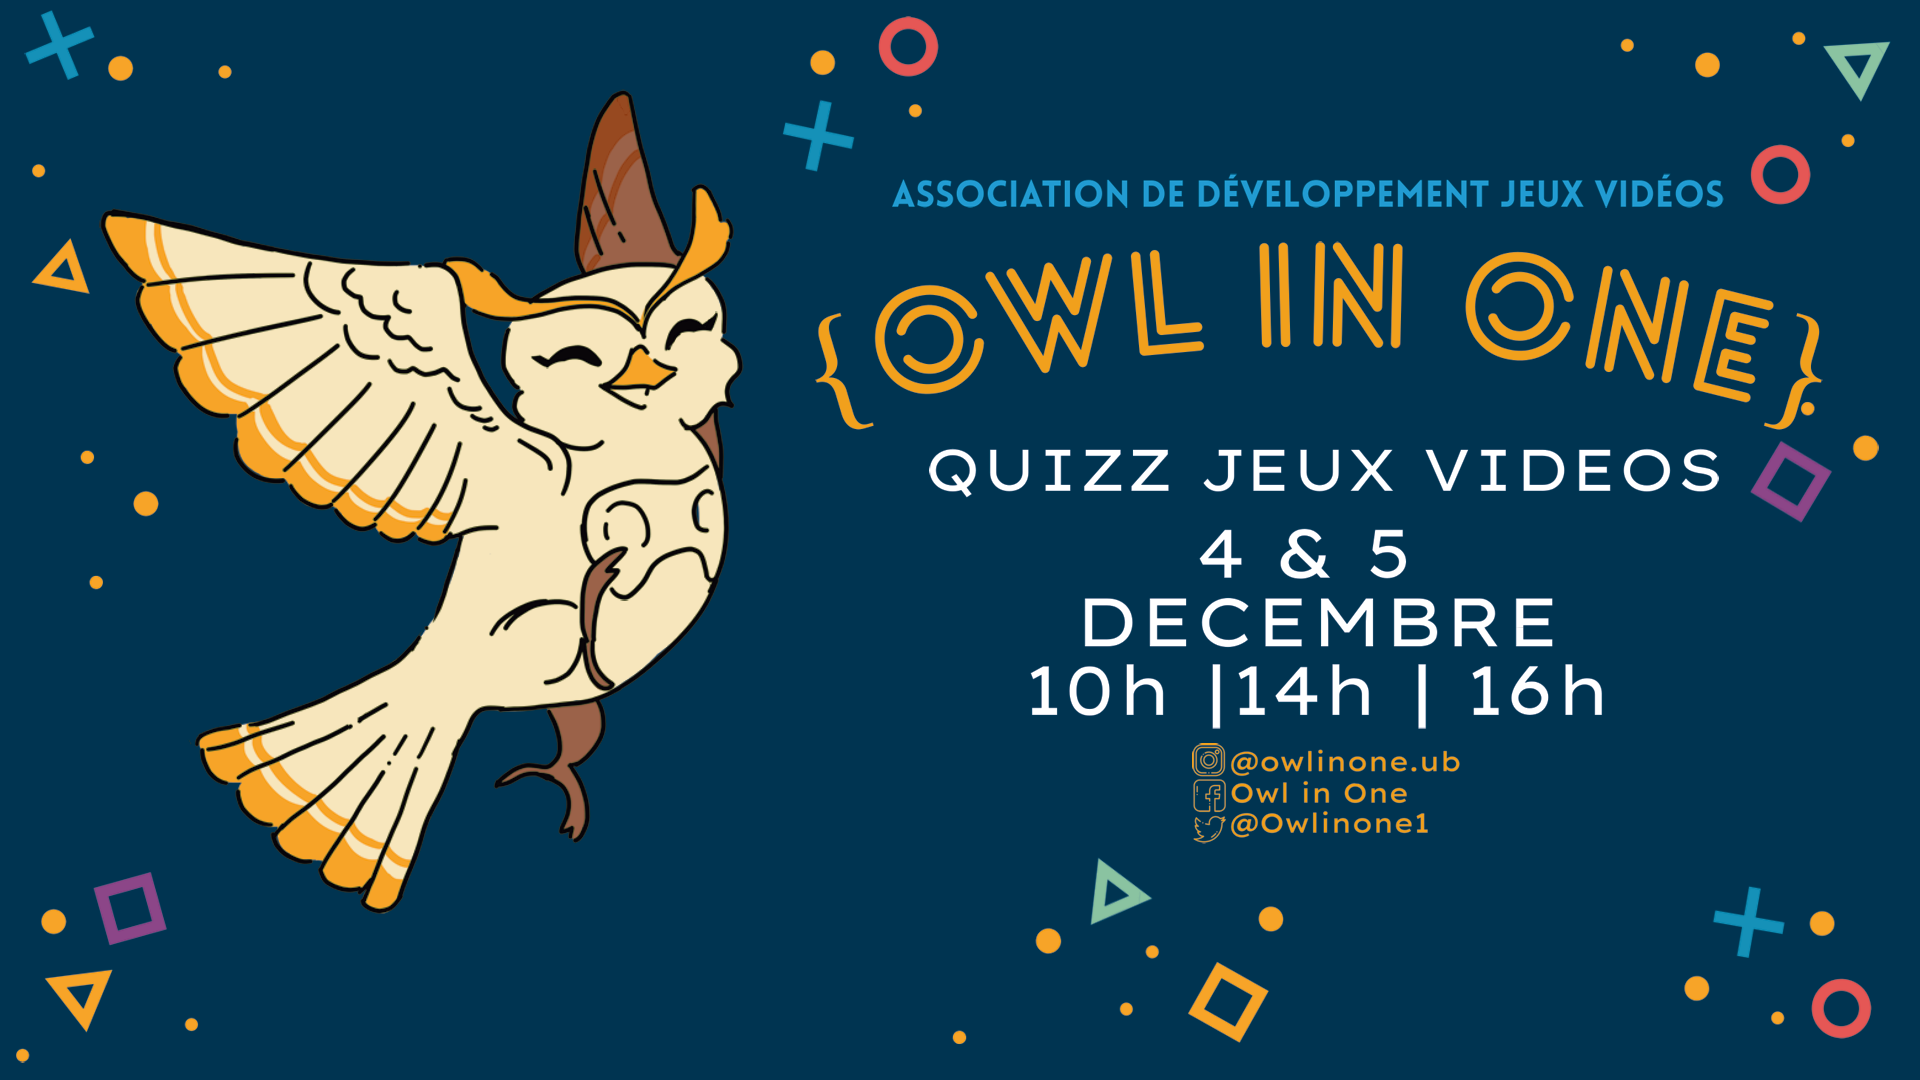 ASSOCIATION DE DÉVELOPPEMENT JEUX VIDÉOS
{OWL IN ONE}
QUIZZ JEUX VIDEOS
4 & 5
DECEMBRE
10h |14h | 16h
@owlinone.ub
Owl in One
@Owlinone1